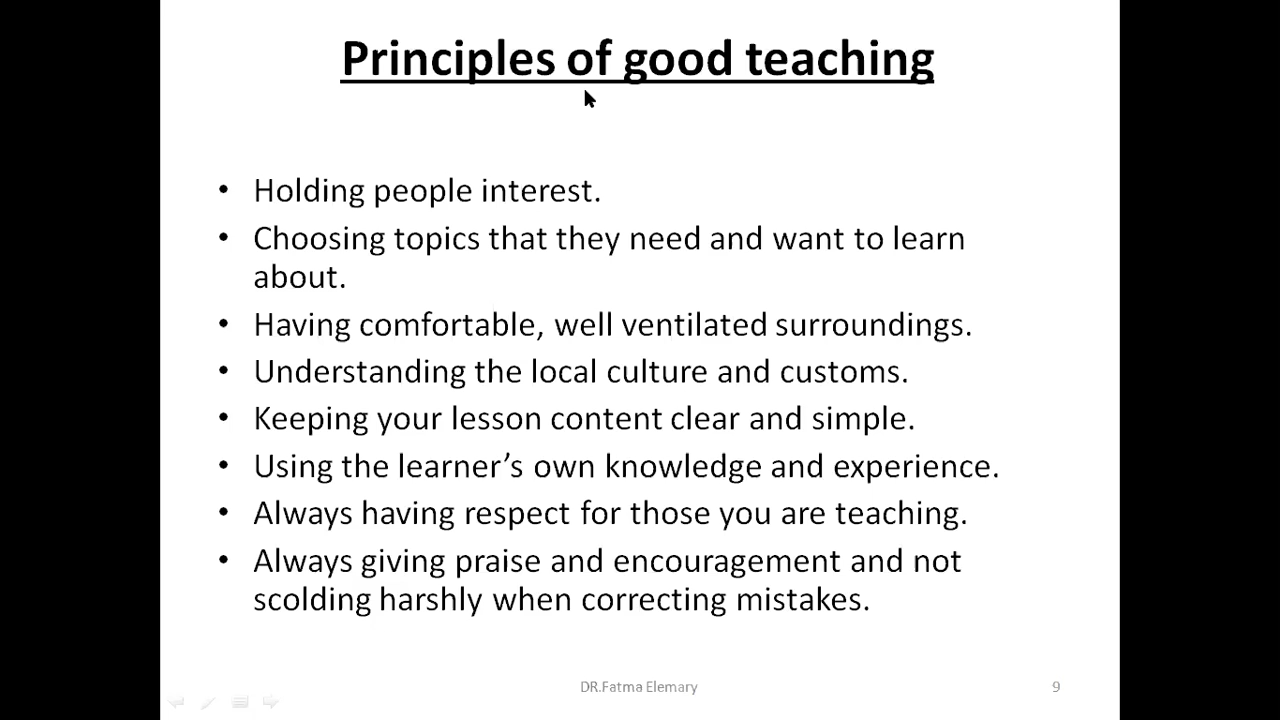 Principles of good teaching
• Holding people interest.
• Choosing topics that they need and want to learn
about.
• Having comfortable, well ventilated surroundings.
• Understanding the local culture and customs.
• Keeping your lesson content clear and simple.
• Using the learner’s own knowledge and experience.
• Always having respect for those you are teaching.
• Always giving praise and encouragement and not
scolding harshly when correcting mistakes.
DR.Fatma Elemary
9